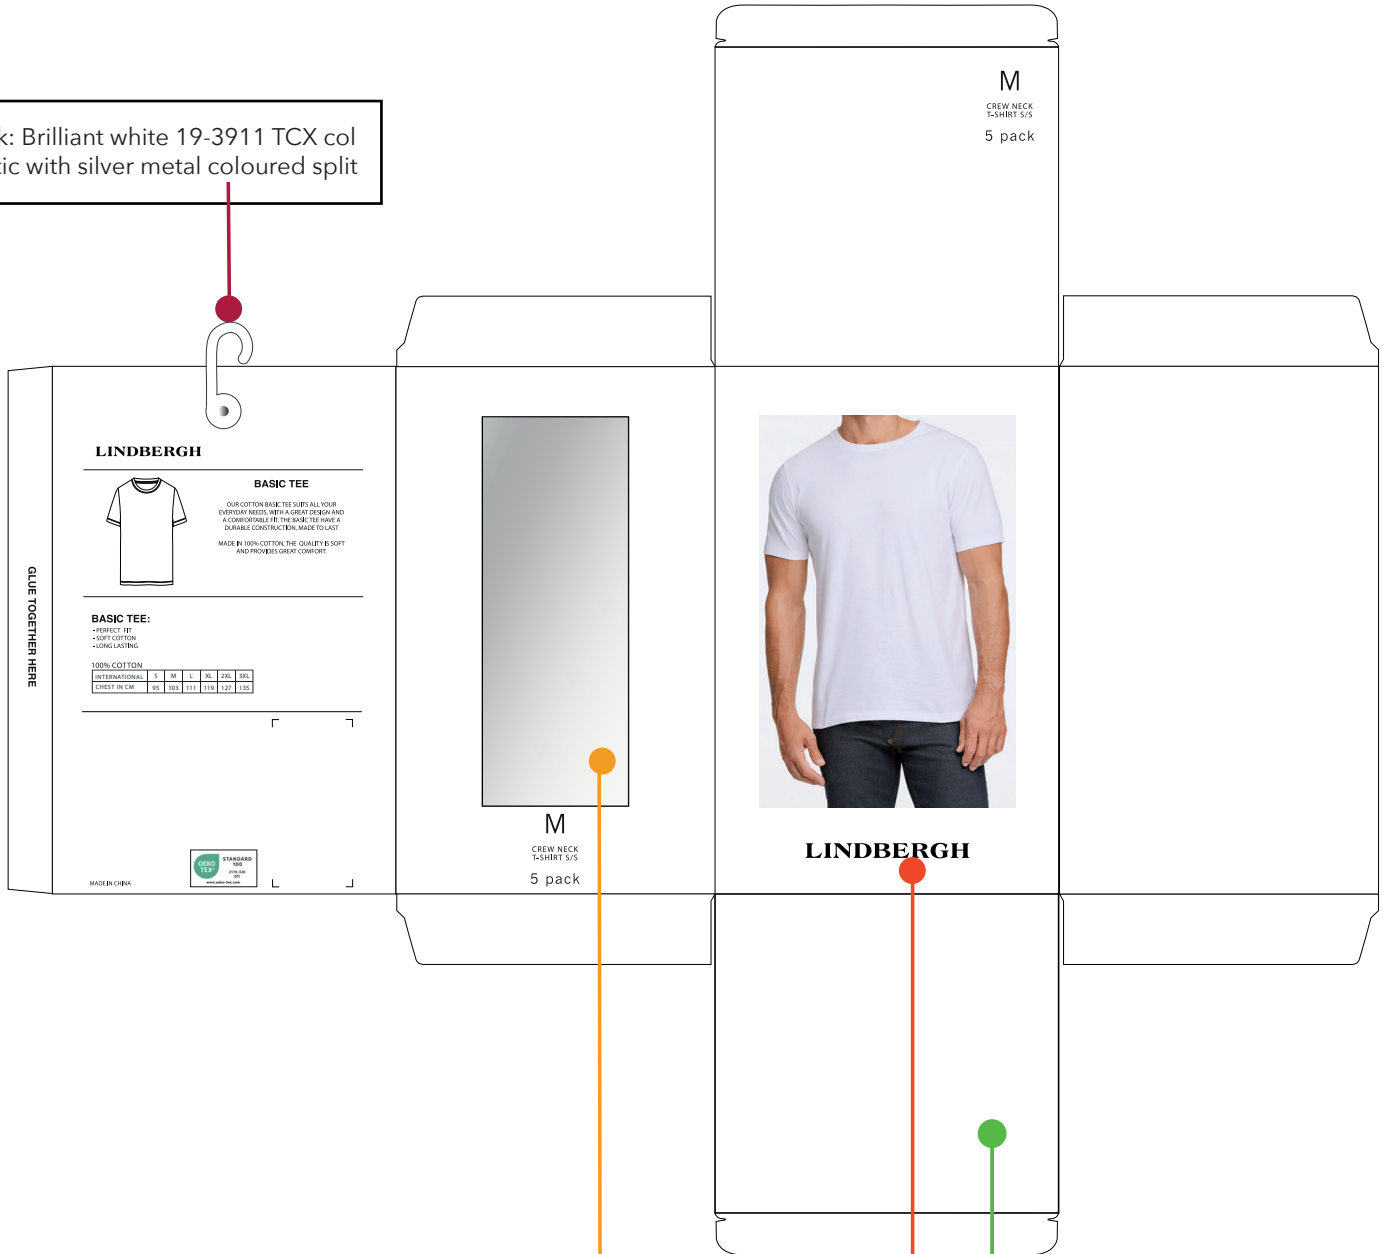 M
CREW NECK
T-SHIRT S/S
5 pack
k: Brilliant white 19-3911 TCX col
tic with silver metal coloured split
GLUE TOGETHER HERE
LINDBERGH
BASIC TEE
OUR COTTON BASIC TEE SUITS ALL YOUR
EVERYDAY NEEDS, WITH A GREAT DESIGN AND
A COMFORTABLE FIT. THE BASIC TEE HAVE A
DURABLE CONSTRUCTION, MADE TO LAST
MADE IN 100% COTTON, THE QUALITY IS SOFT
AND PROVIDES GREAT COMFORT.
BASIC TEE:
- PERFECT FIT
- SOFT COTTON
- LONG LASTING
100% COTTON
INTERNATIONAL S M L XL 2XL 3XL
CHEST IN CM 95 103 111 119 127 135
MADE IN CHINA
OEKO
TEX®
STANDARD
100
www.oeko-tex.com
M
CREW NECK
T-SHIRT S/S
5 pack
LINDBERGH